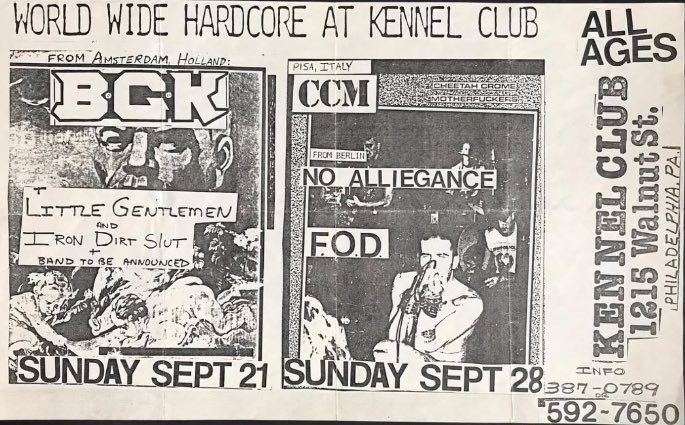 WORLD WIDE HARDCORE AT KENNEL CLUB
ALL
AGES
FROM AMSTERDAM, HOLLAND:
B.G.K
+
LITTLE GENTLEMEN
AND
IRON DIRT SLUT
+
BAND TO BE ANNOUNCED
SUNDAY SEPT 21
PISA, ITALY
CCM
CHEETAH CROME
MOTHERFUCKERS
FROM BERLIN
NO ALLIEGANCE
F.O.D.
SUNDAY SEPT 28
KENNEL CLUB
1215 Walnut St.
PHILADELPHIA, PA
INFO
387-0789
OR
592-7650